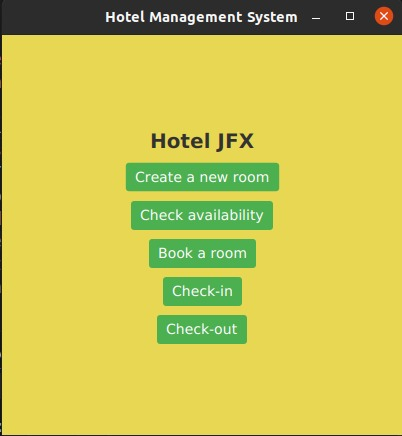 Hotel Management System
Hotel JFX
Create a new room
Check availability
Book a room
Check-in
Check-out